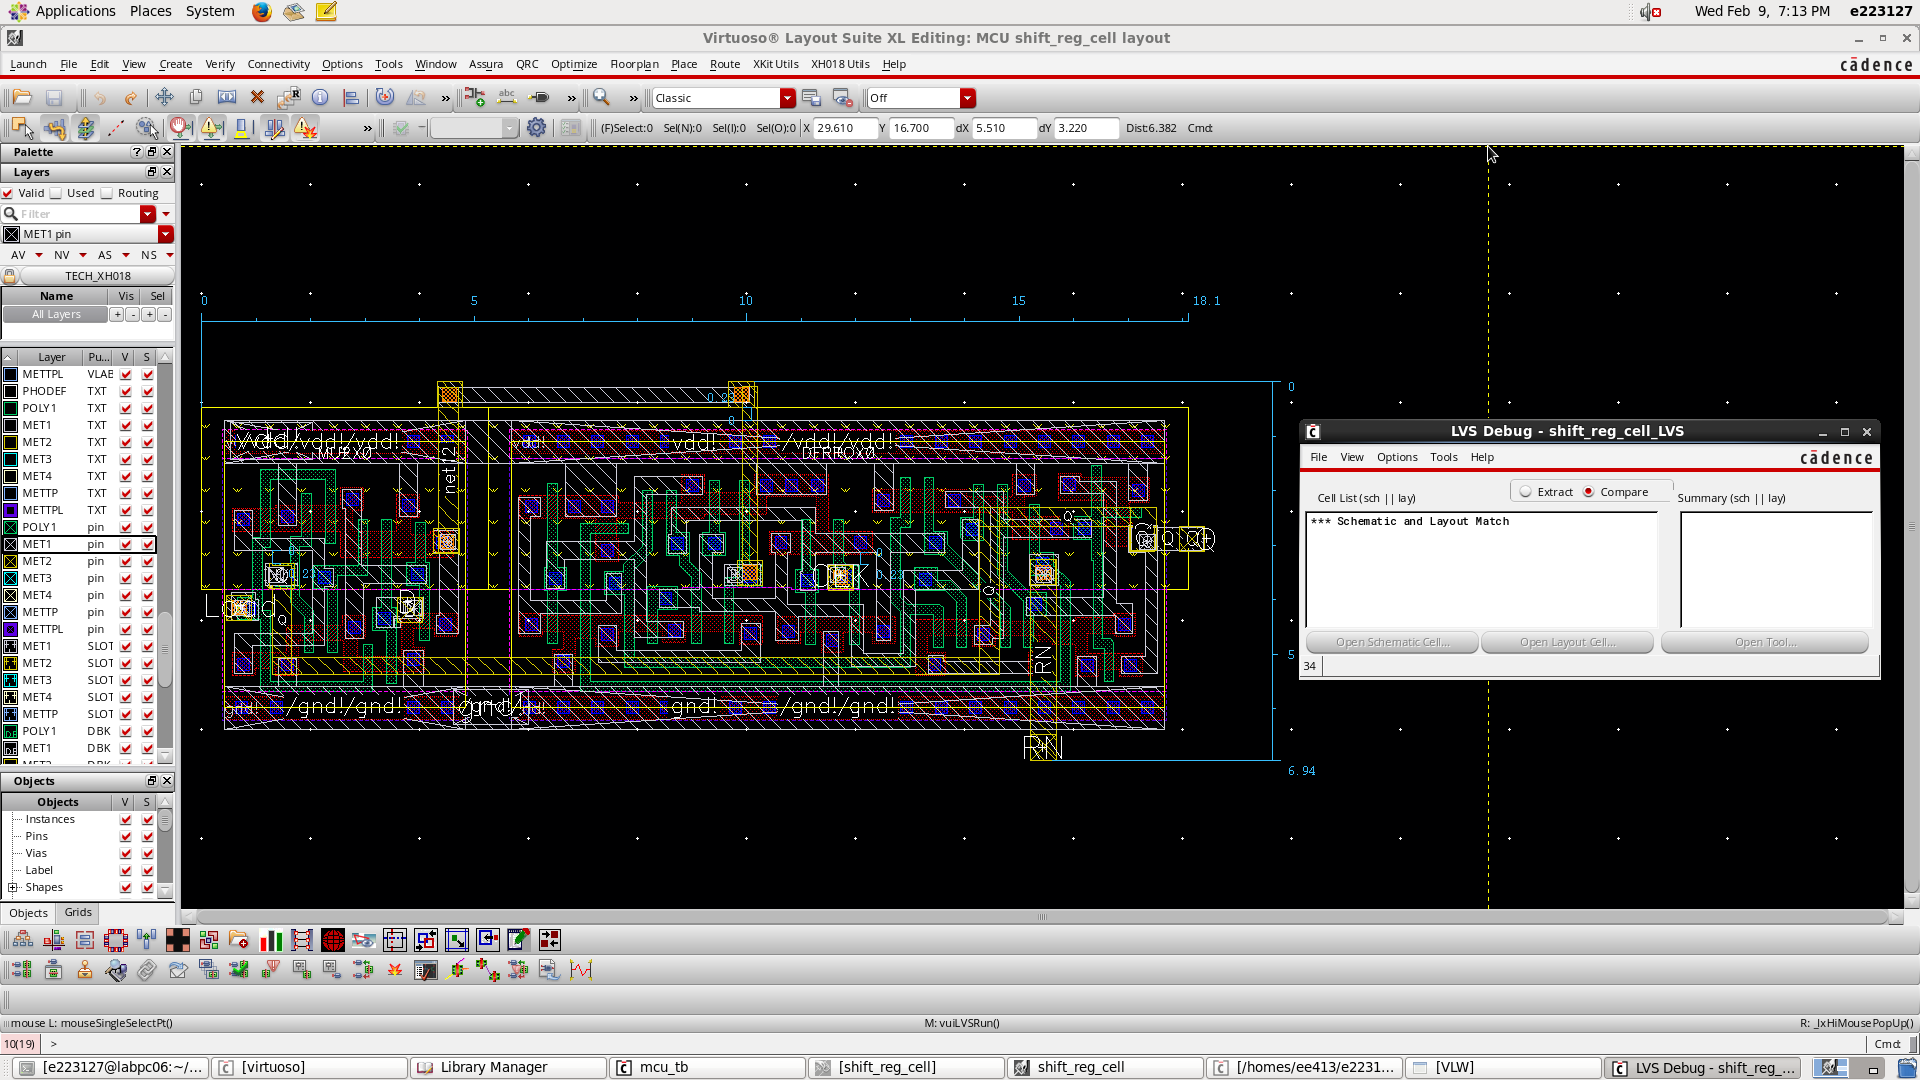 Applications Places System
Wed Feb 9, 7:13 PM e223127
Virtuoso® Layout Suite XL Editing: MCU shift_reg_cell layout
Launch File Edit View Create Verify Connectivity Options Tools Window Assura QRC Optimize Floorplan Place Route XKit Utils XH018 Utils Help
cādence
abc » Classic Off
(F)Select:0 Sel(N):0 Sel(I):0 Sel(O):0 X 29.610 Y 16.700 dX 5.510 dY 3.220 Dist:6.382 Cmd:
Palette
Layers
Valid Used Routing
Filter
MET1 pin
AV NV AS NS
TECH_XH018
Name Vis Sel
All Layers + - + -
Layer Pu... V S
METTPL VLAB
PHODEF TXT
POLY1 TXT
MET1 TXT
MET2 TXT
MET3 TXT
MET4 TXT
METTP TXT
METTPL TXT
POLY1 pin
MET1 pin
MET2 pin
MET3 pin
MET4 pin
METTP pin
METTPL pin
MET1 SLOT
MET2 SLOT
MET3 SLOT
MET4 SLOT
METTP SLOT
POLY1 DBK
MET1 DBK
Objects
Objects V S
Instances
Pins
Vias
Label
Shapes
Objects Grids
0 5 10 15 18.1
0
5
6.94
vdd!/vdd! vdd! vdd! /vdd!/vdd!
MU2X0 DFRRQX0
net12
RN
gnd! /gnd!/gnd! gnd! /gnd!/gnd!
RN
LVS Debug - shift_reg_cell_LVS
File View Options Tools Help cādence
Extract Compare
Cell List (sch || lay) Summary (sch || lay)
*** Schematic and Layout Match
Open Schematic Cell... Open Layout Cell... Open Tool...
34
mouse L: mouseSingleSelectPt() M: vuiLVSRun() R: _lxHiMousePopUp()
10(19) > Cmd:
[e223127@labpc06:~/... [virtuoso] Library Manager mcu_tb [shift_reg_cell] shift_reg_cell [/homes/ee413/e2231... [VLW] LVS Debug - shift_reg_...